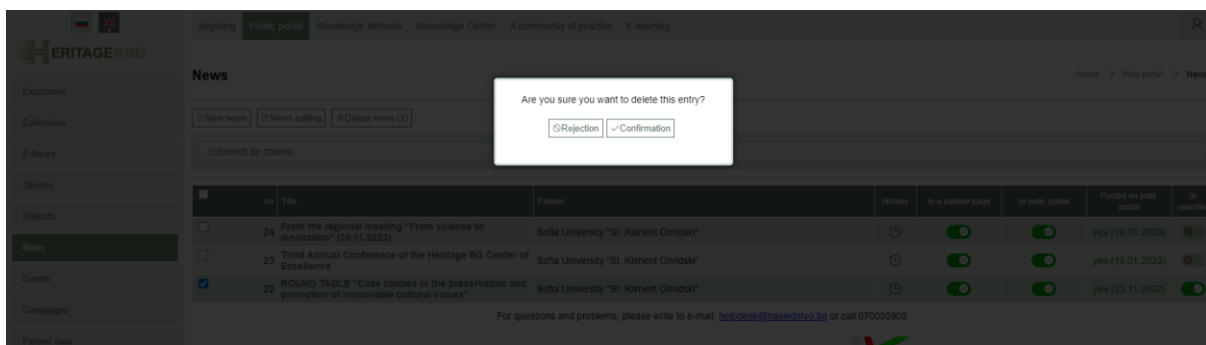 begining Public portal Knowledge Network Knowledge Center A community of practice E-learning
ERITAGE BG
News
Home > Web portal > News
Are you sure you want to delete this entry?
Rejection Confirmation
Exposures
New news News editing Delete news (1)
Collections
Search by criteria
E-library
Objects
Projects
News
Events
Campaigns
Partner data
no Title Partner History In a partner page In publ. portal Posted on publ. portal In selected
24 From the regional meeting "From science to innovation" (29.11.2022) Sofia University "St. Kliment Ohridski" yes (19.01.2023)
23 Third Annual Conference of the Heritage BG Center of Excellence Sofia University "St. Kliment Ohridski" yes (19.01.2023)
22 ROUND TABLE "Case studies in the preservation and promotion of immovable cultural values" Sofia University "St. Kliment Ohridski" yes (23.11.2022)
For questions and problems, please write to e-mail: helpdesk@nasledstvo.bg or call 070035908.